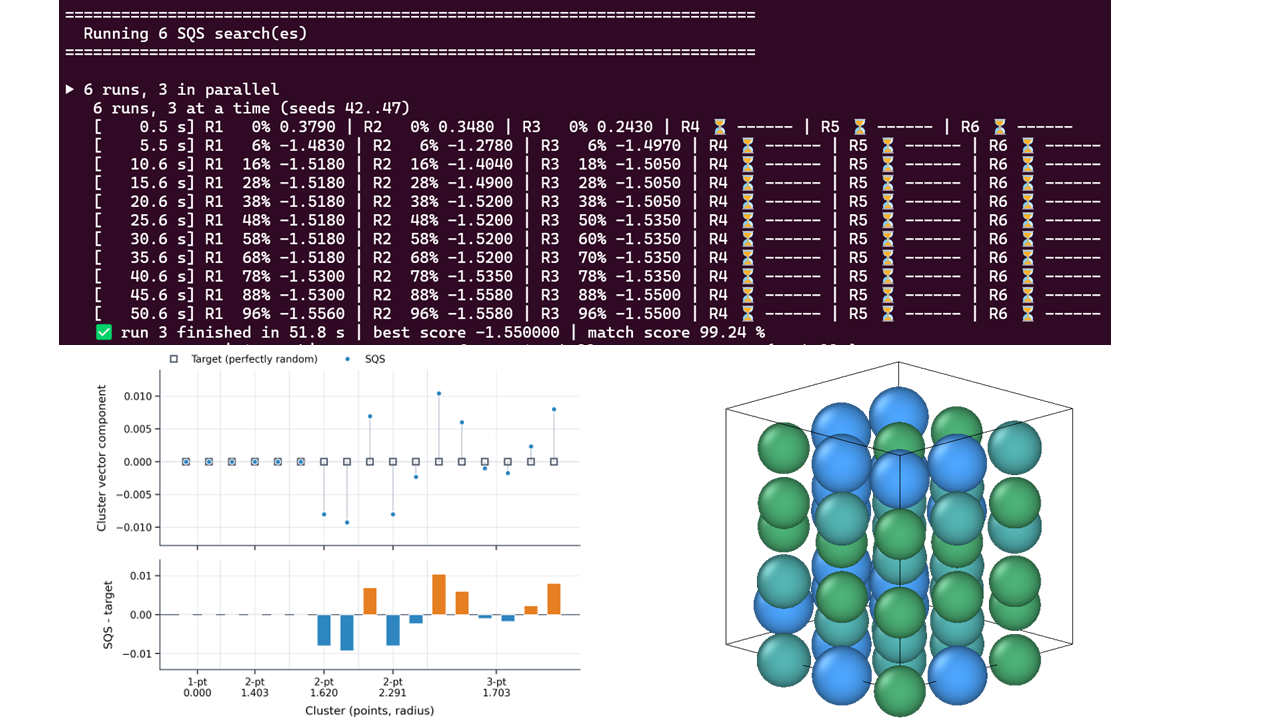 ==========================================================================
Running 6 SQS search(es)
==========================================================================
▶ 6 runs, 3 in parallel
6 runs, 3 at a time (seeds 42..47)
[ 0.5 s] R1 0% 0.3790 | R2 0% 0.3480 | R3 0% 0.2430 | R4 ⏳ ------ | R5 ⏳ ------ | R6 ⏳ ------
[ 5.5 s] R1 6% -1.4830 | R2 6% -1.2780 | R3 6% -1.4970 | R4 ⏳ ------ | R5 ⏳ ------ | R6 ⏳ ------
[ 10.6 s] R1 16% -1.5180 | R2 16% -1.4040 | R3 18% -1.5050 | R4 ⏳ ------ | R5 ⏳ ------ | R6 ⏳ ------
[ 15.6 s] R1 28% -1.5180 | R2 28% -1.4900 | R3 28% -1.5050 | R4 ⏳ ------ | R5 ⏳ ------ | R6 ⏳ ------
[ 20.6 s] R1 38% -1.5180 | R2 38% -1.5200 | R3 38% -1.5050 | R4 ⏳ ------ | R5 ⏳ ------ | R6 ⏳ ------
[ 25.6 s] R1 48% -1.5180 | R2 48% -1.5200 | R3 50% -1.5350 | R4 ⏳ ------ | R5 ⏳ ------ | R6 ⏳ ------
[ 30.6 s] R1 58% -1.5180 | R2 58% -1.5200 | R3 60% -1.5350 | R4 ⏳ ------ | R5 ⏳ ------ | R6 ⏳ ------
[ 35.6 s] R1 68% -1.5180 | R2 68% -1.5200 | R3 70% -1.5350 | R4 ⏳ ------ | R5 ⏳ ------ | R6 ⏳ ------
[ 40.6 s] R1 78% -1.5300 | R2 78% -1.5350 | R3 78% -1.5350 | R4 ⏳ ------ | R5 ⏳ ------ | R6 ⏳ ------
[ 45.6 s] R1 88% -1.5300 | R2 88% -1.5580 | R3 88% -1.5500 | R4 ⏳ ------ | R5 ⏳ ------ | R6 ⏳ ------
[ 50.6 s] R1 96% -1.5560 | R2 96% -1.5580 | R3 96% -1.5500 | R4 ⏳ ------ | R5 ⏳ ------ | R6 ⏳ ------
✅ run 3 finished in 51.8 s | best score -1.550000 | match score 99.24 %
Target (perfectly random) SQS
Cluster vector component
0.010
0.005
0.000
−0.005
−0.010
SQS - target
0.01
0.00
−0.01
1-pt 2-pt 2-pt 2-pt 3-pt
0.000 1.403 1.620 2.291 1.703
Cluster (points, radius)